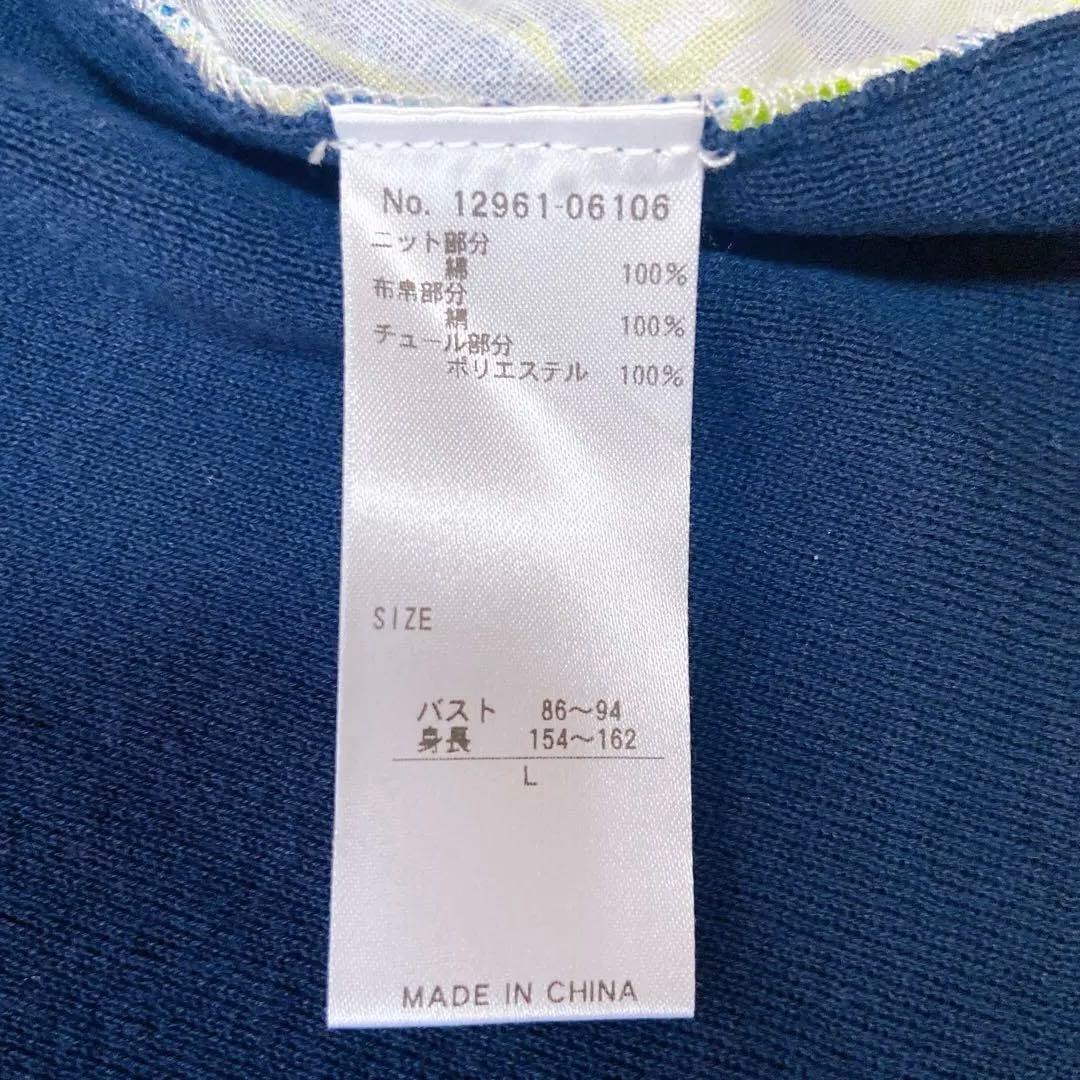 No. 12961-06106
ニット部分
綿 100%
布帛部分
絹 100%
チュール部分
ポリエステル 100%
SIZE
バスト 86～94
身長 154～162
L
MADE IN CHINA